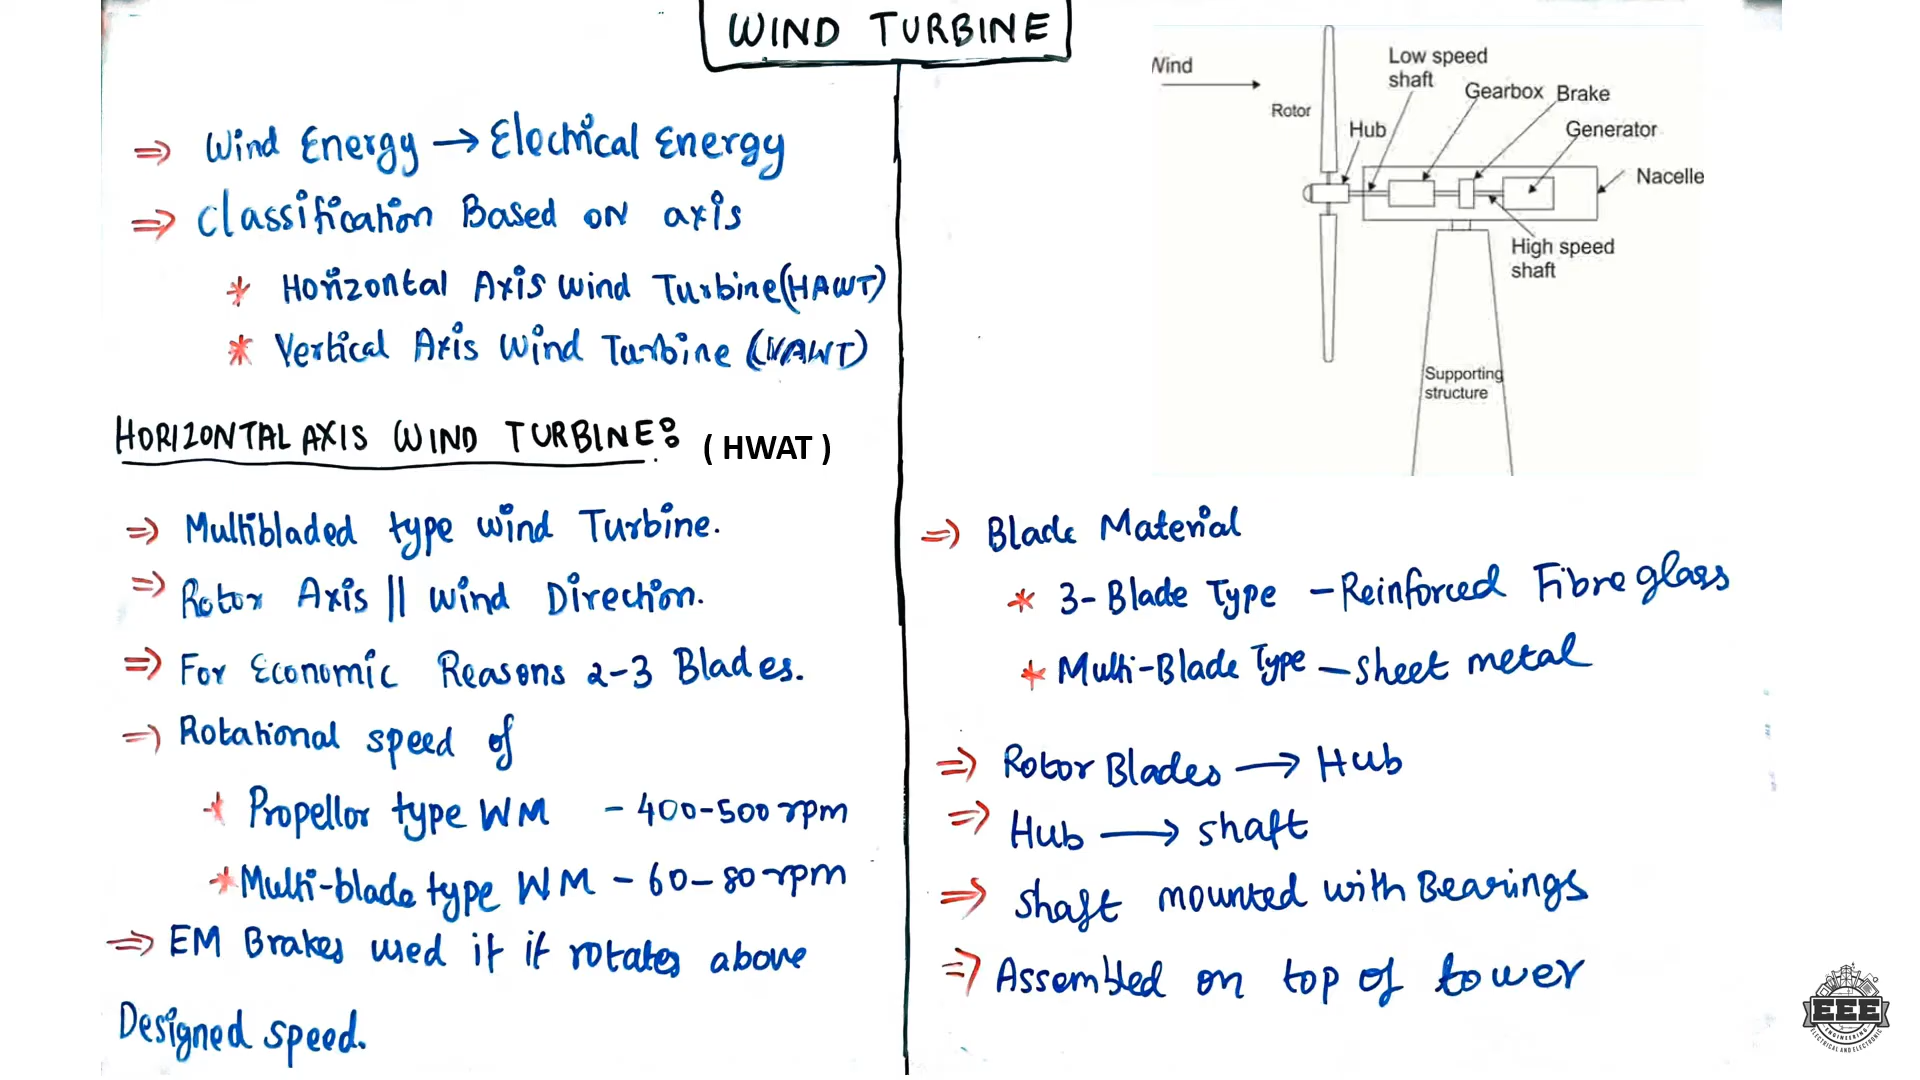 WIND TURBINE
⇒ Wind Energy → Electrical Energy
⇒ Classification Based on axis
* Horizontal Axis Wind Turbine (HAWT)
* Vertical Axis Wind Turbine (VAWT)
HORIZONTAL AXIS WIND TURBINE: ( HWAT )
⇒ Multibladed type wind Turbine.
⇒ Rotor Axis || Wind Direction.
⇒ For Economic Reasons 2-3 Blades.
⇒ Rotational speed of
* Propellor type WM - 400-500 rpm
* Multi-blade type WM - 60-80 rpm
⇒ EM Brakes used if it rotates above
Designed speed.
Wind
Low speed
shaft
Gearbox
Brake
Rotor
Hub
Generator
Nacelle
High speed
shaft
Supporting
structure
⇒ Blade Material
* 3-Blade Type - Reinforced Fibre glass
* Multi-Blade Type - sheet metal
⇒ Rotor Blades → Hub
⇒ Hub → shaft
⇒ shaft mounted with Bearings
⇒ Assembled on top of tower
EEE
ENGINEERING
ELECTRICAL AND ELECTRONIC